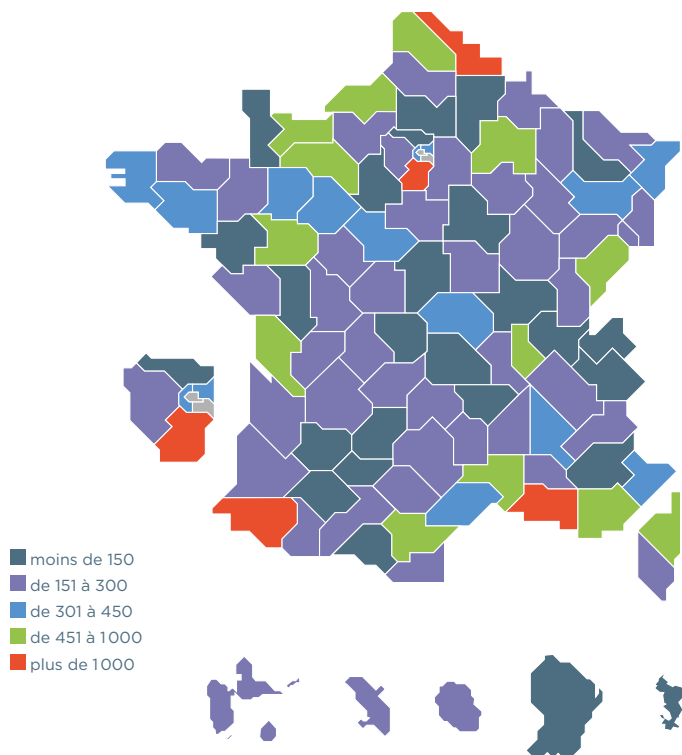 moins de 150
de 151 à 300
de 301 à 450
de 451 à 1000
plus de 1000